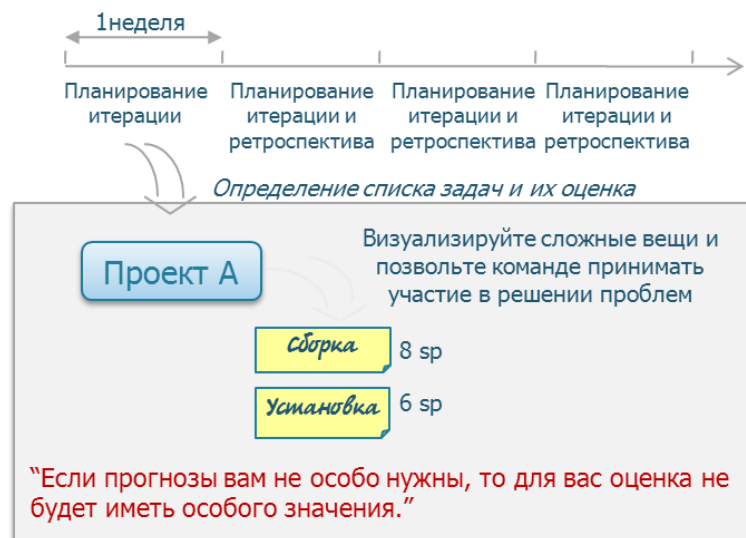 1неделя
Планирование
итерации
Планирование
итерации и
ретроспектива
Планирование
итерации и
ретроспектива
Планирование
итерации и
ретроспектива
Определение списка задач и их оценка
Проект А
Визуализируйте сложные вещи и
позвольте команде принимать
участие в решении проблем
Сборка
8 sp
Установка
6 sp
“Если прогнозы вам не особо нужны, то для вас оценка не
будет иметь особого значения.”